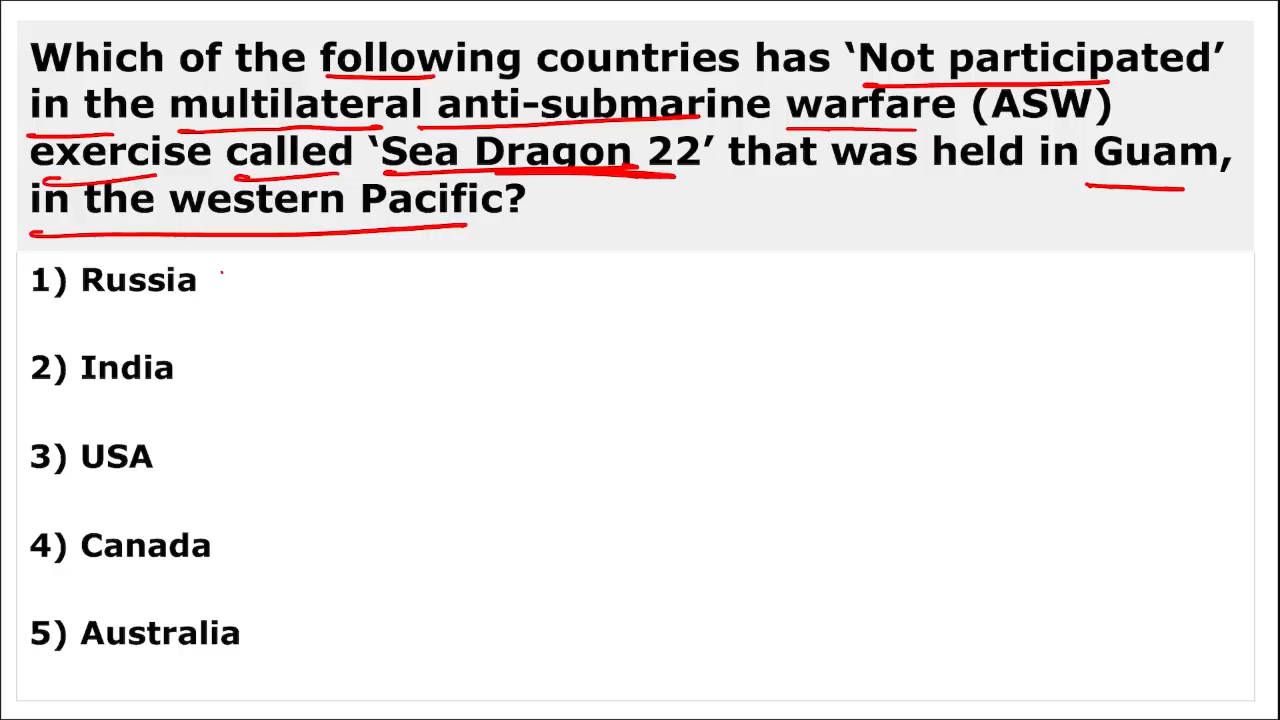 Which of the following countries has ‘Not participated’
in the multilateral anti-submarine warfare (ASW)
exercise called ‘Sea Dragon 22’ that was held in Guam,
in the western Pacific?
1) Russia
2) India
3) USA
4) Canada
5) Australia